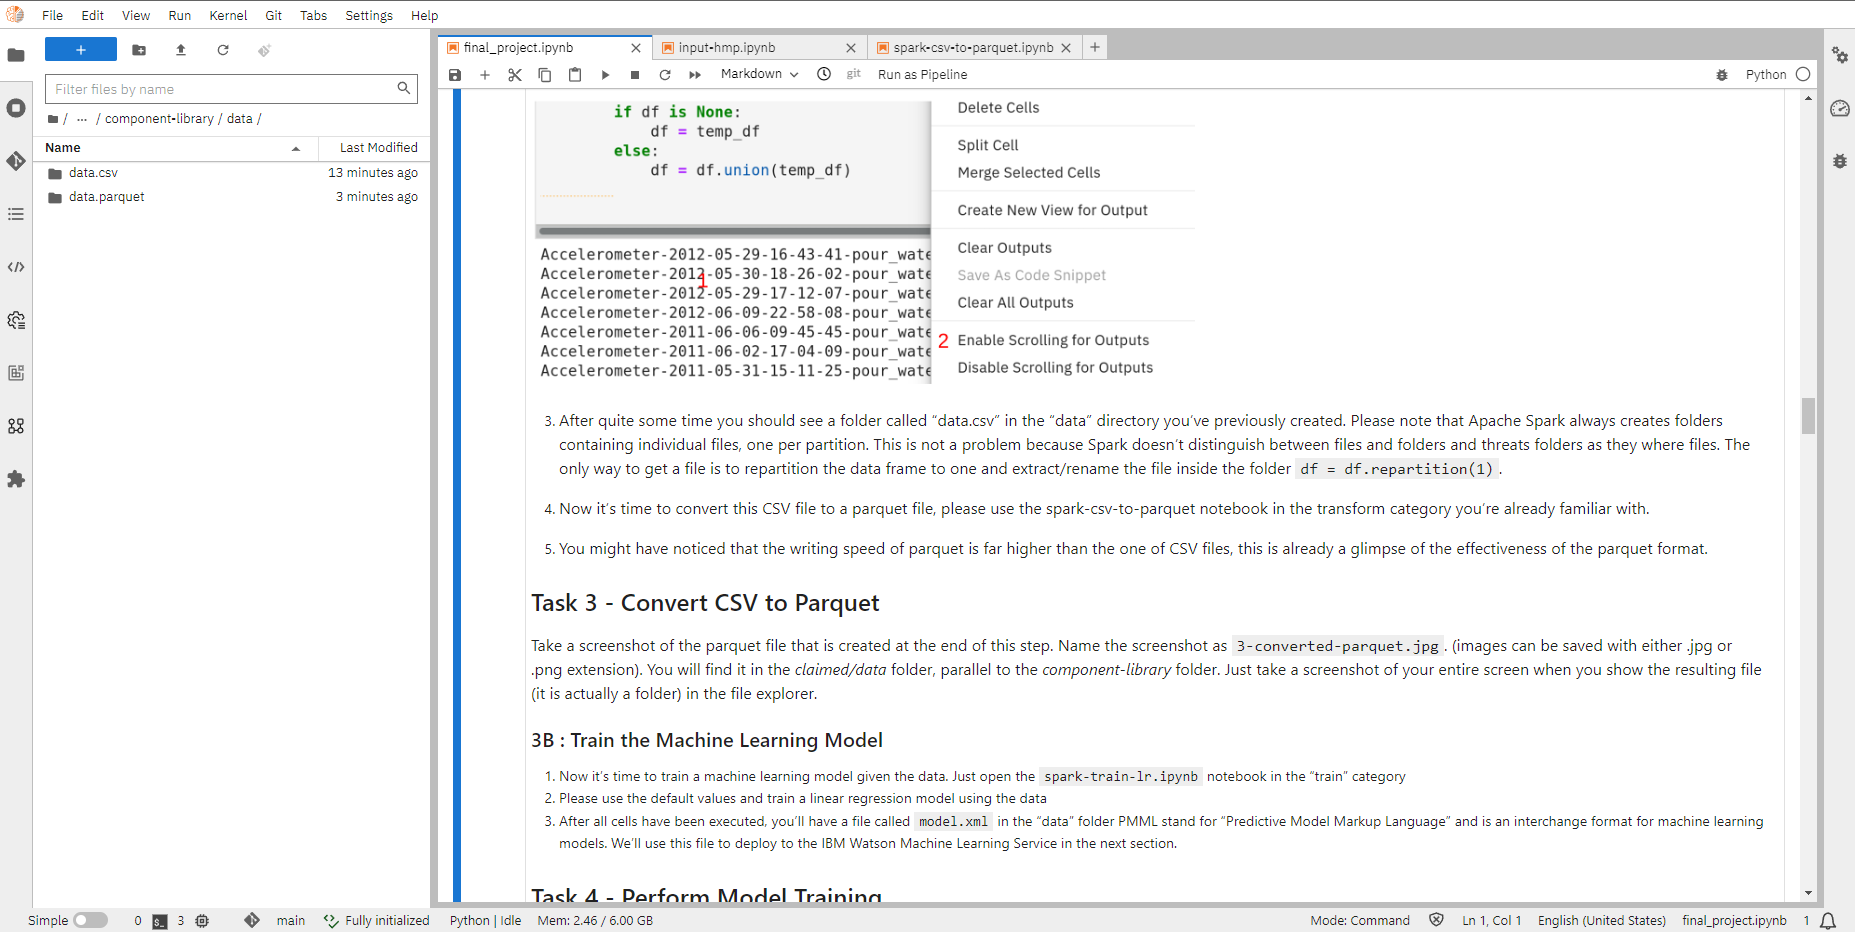 File Edit View Run Kernel Git Tabs Settings Help
+
Filter files by name
/ ··· / component-library / data /
Name Last Modified
data.csv 13 minutes ago
data.parquet 3 minutes ago
final_project.ipynb input-hmp.ipynb spark-csv-to-parquet.ipynb +
Markdown git Run as Pipeline Python
if df is None:
df = temp_df
else:
df = df.union(temp_df)
Accelerometer-2012-05-29-16-43-41-pour_wate
Accelerometer-2012-05-30-18-26-02-pour_wate
1
Accelerometer-2012-05-29-17-12-07-pour_wate
Accelerometer-2012-06-09-22-58-08-pour_wate
Accelerometer-2011-06-06-09-45-45-pour_wate
Accelerometer-2011-06-02-17-04-09-pour_wate
Accelerometer-2011-05-31-15-11-25-pour_wate
Delete Cells
Split Cell
Merge Selected Cells
Create New View for Output
Clear Outputs
Save As Code Snippet
Clear All Outputs
2 Enable Scrolling for Outputs
Disable Scrolling for Outputs
3. After quite some time you should see a folder called “data.csv” in the “data” directory you’ve previously created. Please note that Apache Spark always creates folders
containing individual files, one per partition. This is not a problem because Spark doesn’t distinguish between files and folders and threats folders as they where files. The
only way to get a file is to repartition the data frame to one and extract/rename the file inside the folder df = df.repartition(1).
4. Now it’s time to convert this CSV file to a parquet file, please use the spark-csv-to-parquet notebook in the transform category you’re already familiar with.
5. You might have noticed that the writing speed of parquet is far higher than the one of CSV files, this is already a glimpse of the effectiveness of the parquet format.
Task 3 - Convert CSV to Parquet
Take a screenshot of the parquet file that is created at the end of this step. Name the screenshot as 3-converted-parquet.jpg. (images can be saved with either .jpg or
.png extension). You will find it in the claimed/data folder, parallel to the component-library folder. Just take a screenshot of your entire screen when you show the resulting file
(it is actually a folder) in the file explorer.
3B : Train the Machine Learning Model
1. Now it’s time to train a machine learning model given the data. Just open the spark-train-lr.ipynb notebook in the “train” category
2. Please use the default values and train a linear regression model using the data
3. After all cells have been executed, you’ll have a file called model.xml in the “data” folder PMML stand for “Predictive Model Markup Language” and is an interchange format for machine learning
models. We’ll use this file to deploy to the IBM Watson Machine Learning Service in the next section.
Task 4 - Perform Model Training
Simple 0 $_ 3 main Fully initialized Python | Idle Mem: 2.46 / 6.00 GB Mode: Command Ln 1, Col 1 English (United States) final_project.ipynb 1